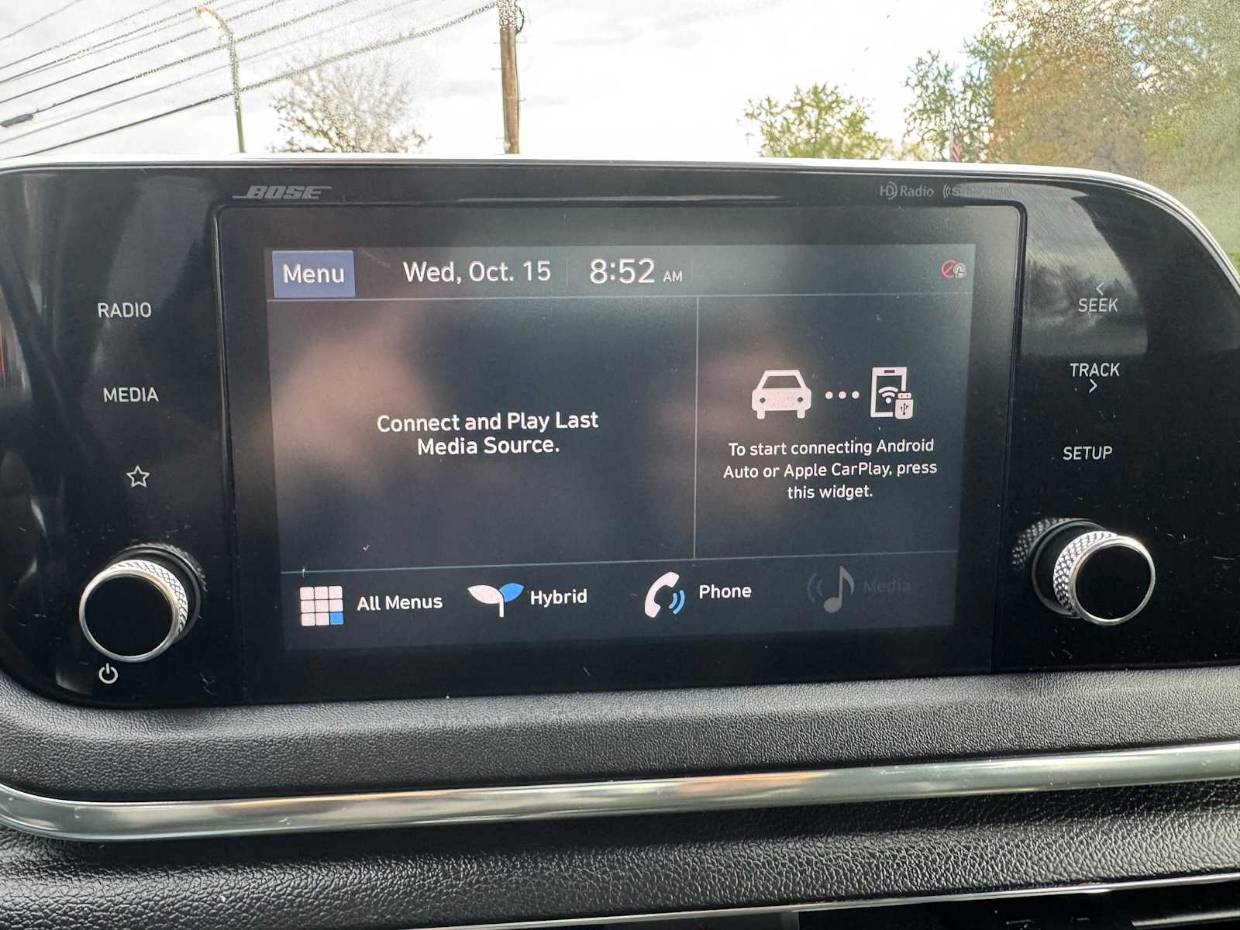 BOSE
HD Radio
Menu Wed, Oct. 15 8:52 AM
RADIO
MEDIA
Connect and Play Last
Media Source.
To start connecting Android
Auto or Apple CarPlay, press
this widget.
All Menus Hybrid Phone Media
SEEK
TRACK
SETUP